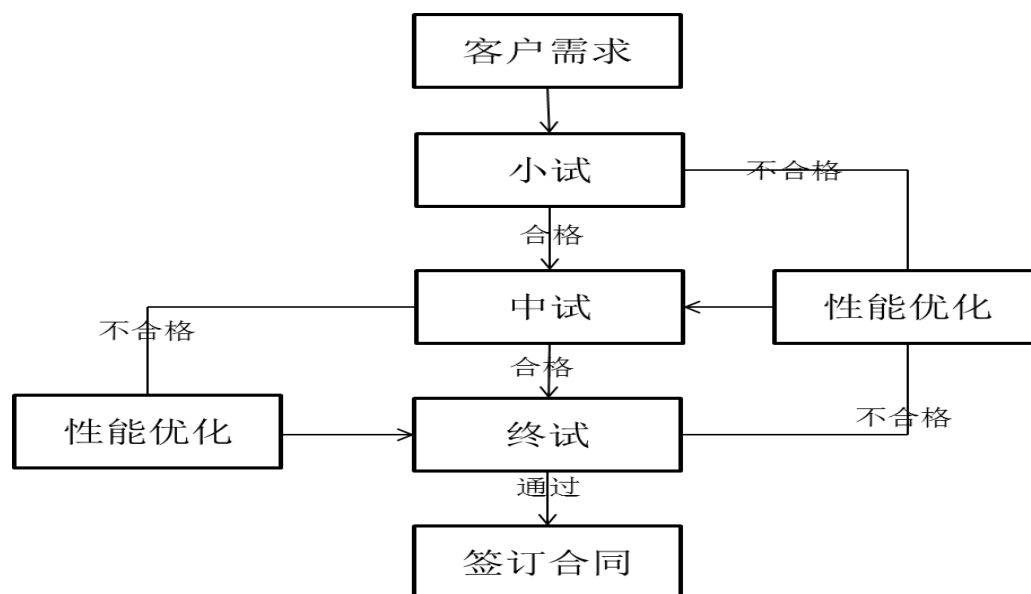 客户需求
小试
不合格
合格
中试
性能优化
不合格
合格
性能优化
终试
不合格
通过
签订合同